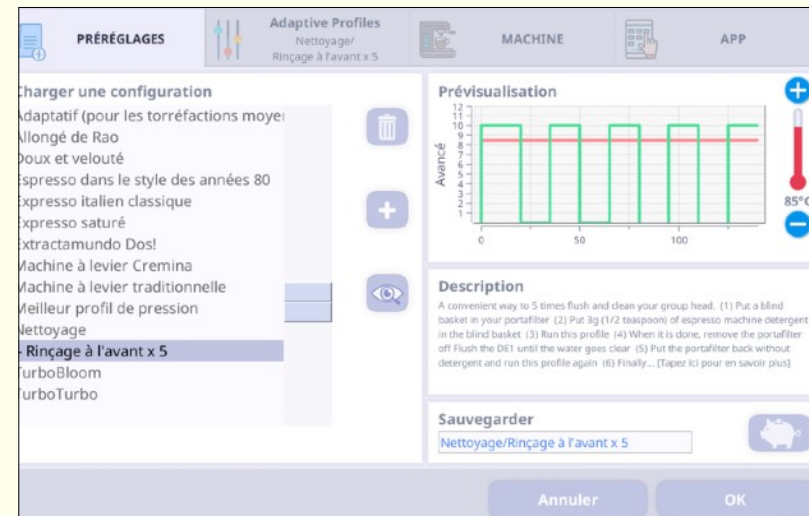 PRÉRÉGLAGES
Adaptive Profiles
Nettoyage/
Rinçage à l'avant x 5
MACHINE
APP
Charger une configuration
Adaptatif (pour les torréfactions moye
Allongé de Rao
Doux et velouté
Espresso dans le style des années 80
Expresso italien classique
Expresso saturé
Extractamundo Dos!
Machine à levier Cremina
Machine à levier traditionnelle
Meilleur profil de pression
Nettoyage
- Rinçage à l'avant x 5
TurboBloom
TurboTurbo
Prévisualisation
Avancé
12
11
10
9
8
7
6
5
4
3
2
1
0
50
100
85°C
Description
A convenient way to 5 times flush and clean your group head. (1) Put a blind
basket in your portafilter (2) Put 3g (1/2 teaspoon) of espresso machine detergent
in the blind basket (3) Run this profile (4) When it is done, remove the portafilter
off Flush the DE1 until the water goes clear (5) Put the portafilter back without
detergent and run this profile again (6) Finally... [Tapez ici pour en savoir plus]
Sauvegarder
Nettoyage/Rinçage à l'avant x 5
Annuler
OK